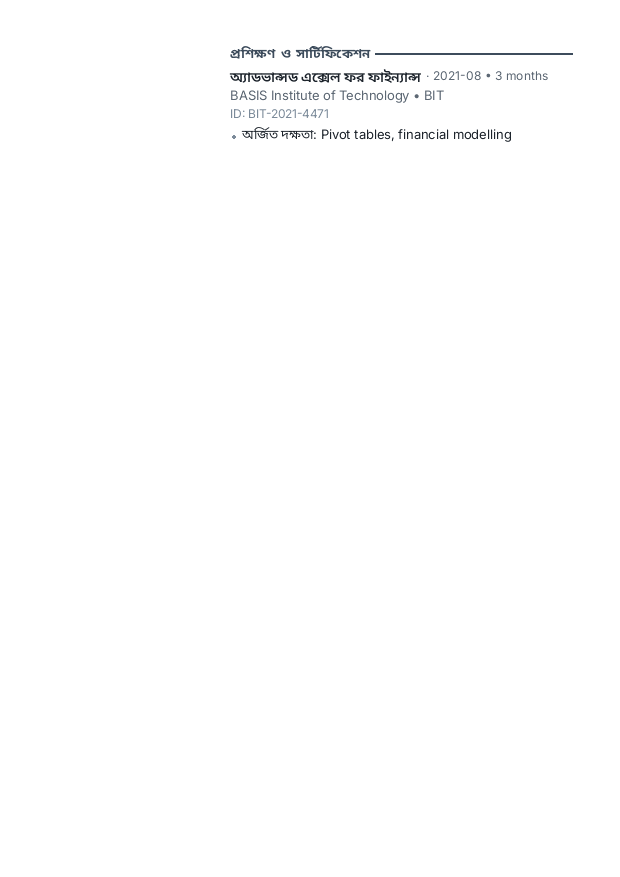 প্রশিক্ষণ ও সার্টিফিকেশন
অ্যাডভান্সড এক্সেল ফর ফাইন্যান্স · 2021-08 • 3 months
BASIS Institute of Technology • BIT
ID: BIT-2021-4471
∘ অর্জিত দক্ষতা: Pivot tables, financial modelling